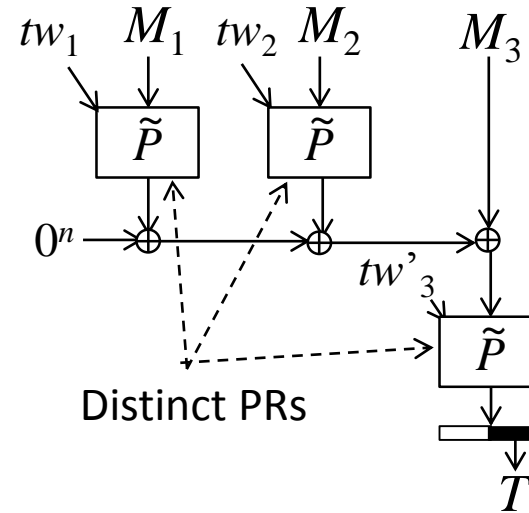 tw₁ M₁ tw₂ M₂ M₃
P̃ P̃
0ⁿ
tw’₃
P̃
Distinct PRs
T